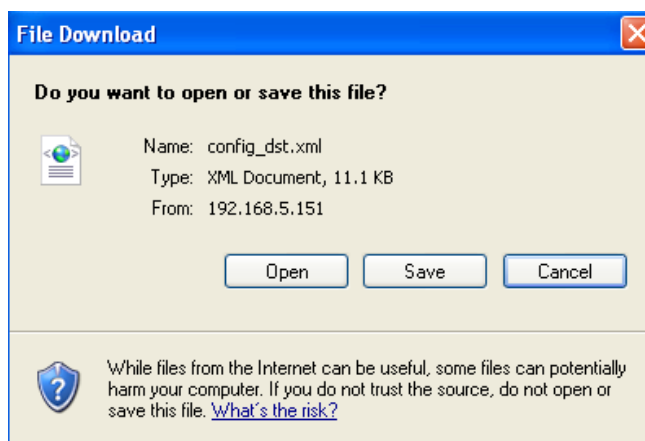 File Download
Do you want to open or save this file?
Name: config_dst.xml
Type: XML Document, 11.1 KB
From: 192.168.5.151
Open Save Cancel
While files from the Internet can be useful, some files can potentially
harm your computer. If you do not trust the source, do not open or
save this file. What's the risk?